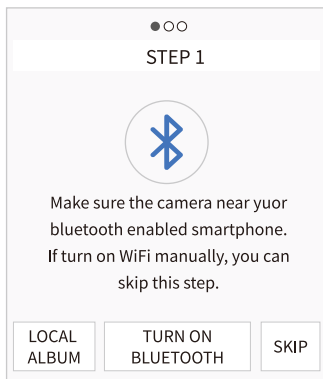 STEP 1
Make sure the camera near yuor
bluetooth enabled smartphone.
If turn on WiFi manually, you can
skip this step.
LOCAL
ALBUM
TURN ON
BLUETOOTH
SKIP